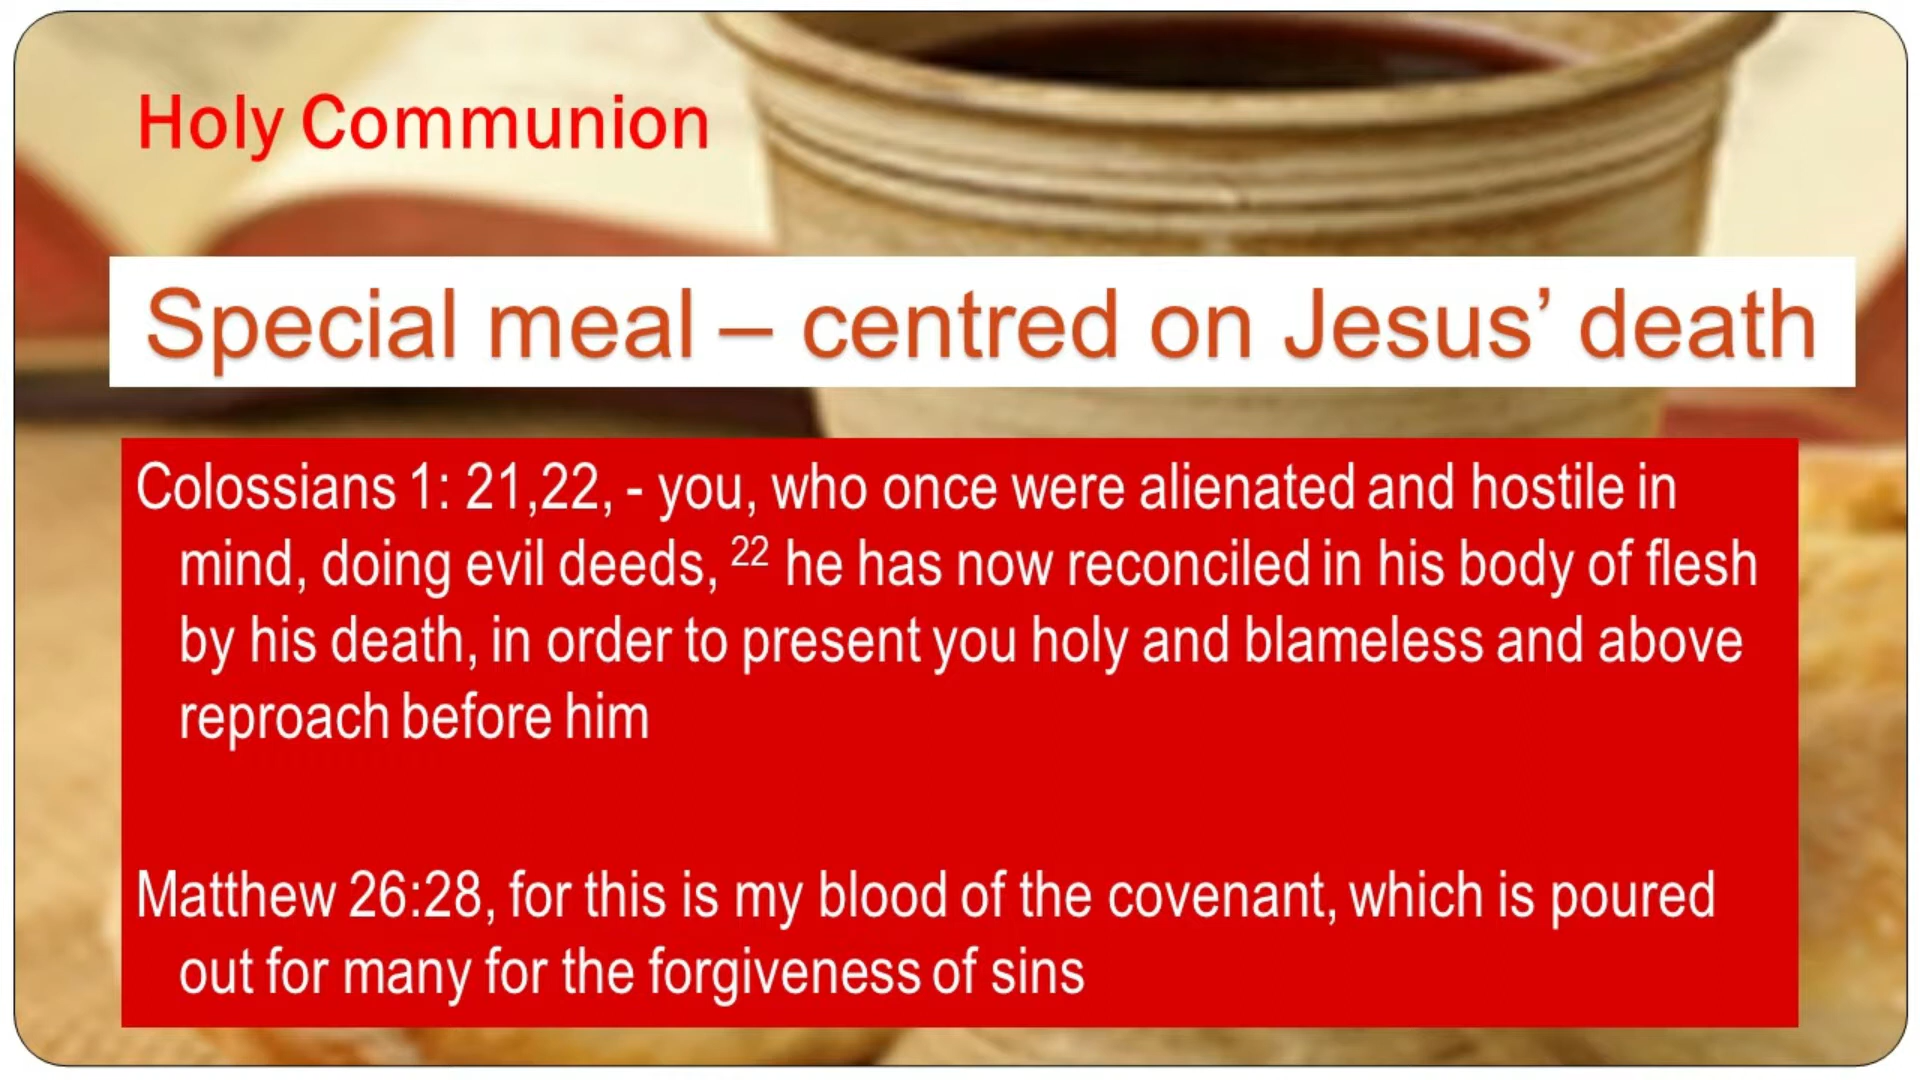 Holy Communion
Special meal – centred on Jesus’ death
Colossians 1: 21,22, - you, who once were alienated and hostile in
mind, doing evil deeds, ²² he has now reconciled in his body of flesh
by his death, in order to present you holy and blameless and above
reproach before him
Matthew 26:28, for this is my blood of the covenant, which is poured
out for many for the forgiveness of sins